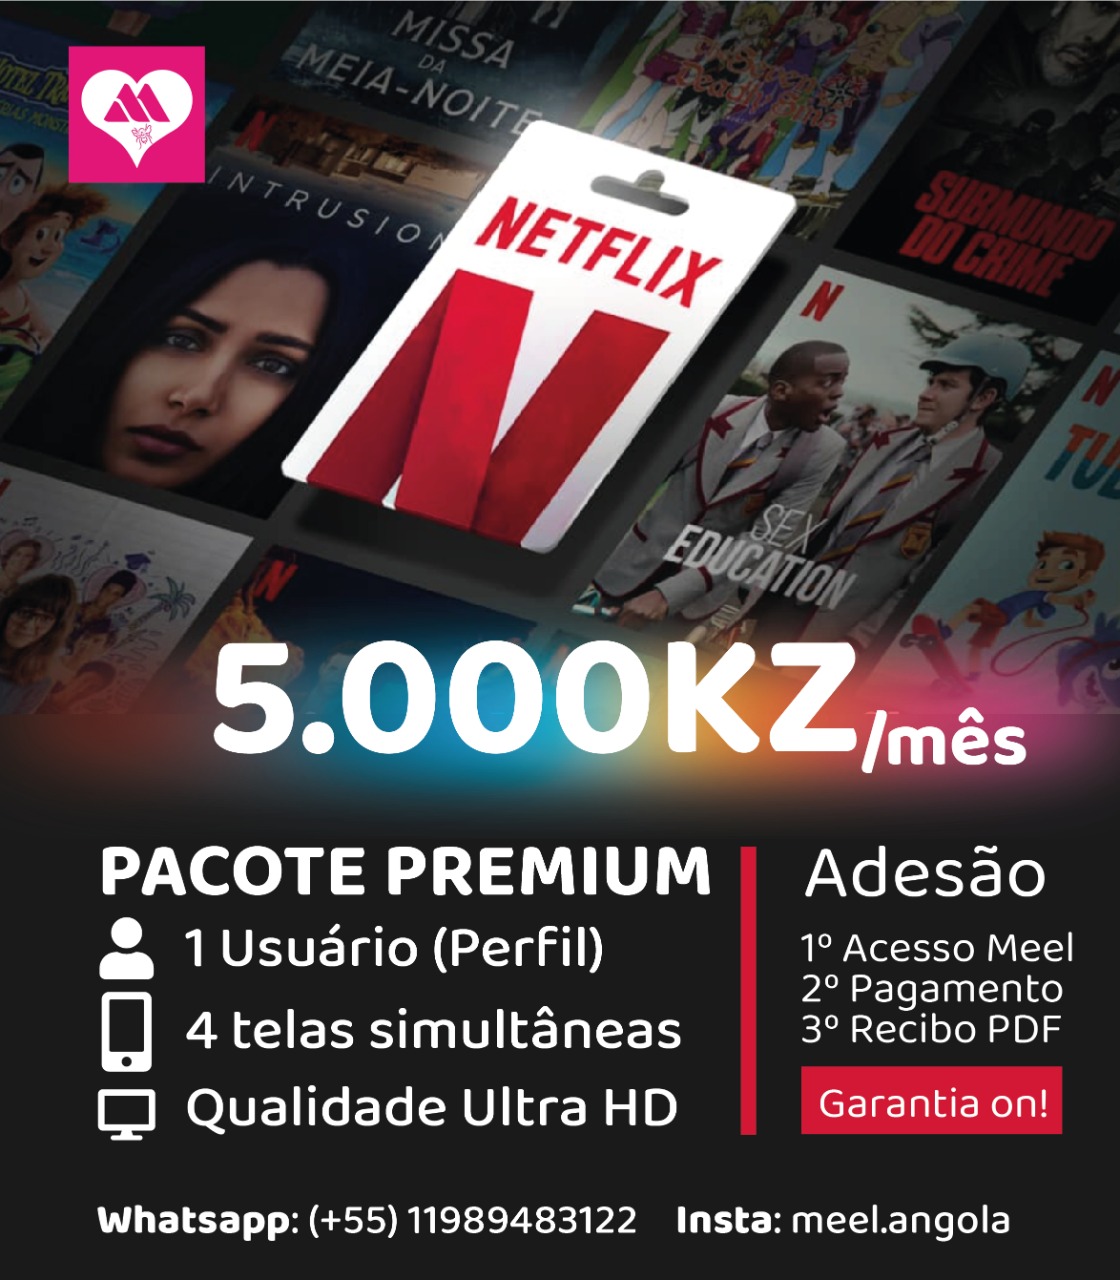 MISSA
DA
MEIA-NOITE
INTRUSION
NETFLIX
SUBMUNDO
DO CRIME
N
SEX
EDUCATION
5.000KZ/mês
PACOTE PREMIUM
1 Usuário (Perfil)
4 telas simultâneas
Qualidade Ultra HD
Adesão
1º Acesso Meel
2º Pagamento
3º Recibo PDF
Garantia on!
Whatsapp: (+55) 11989483122 Insta: meel.angola